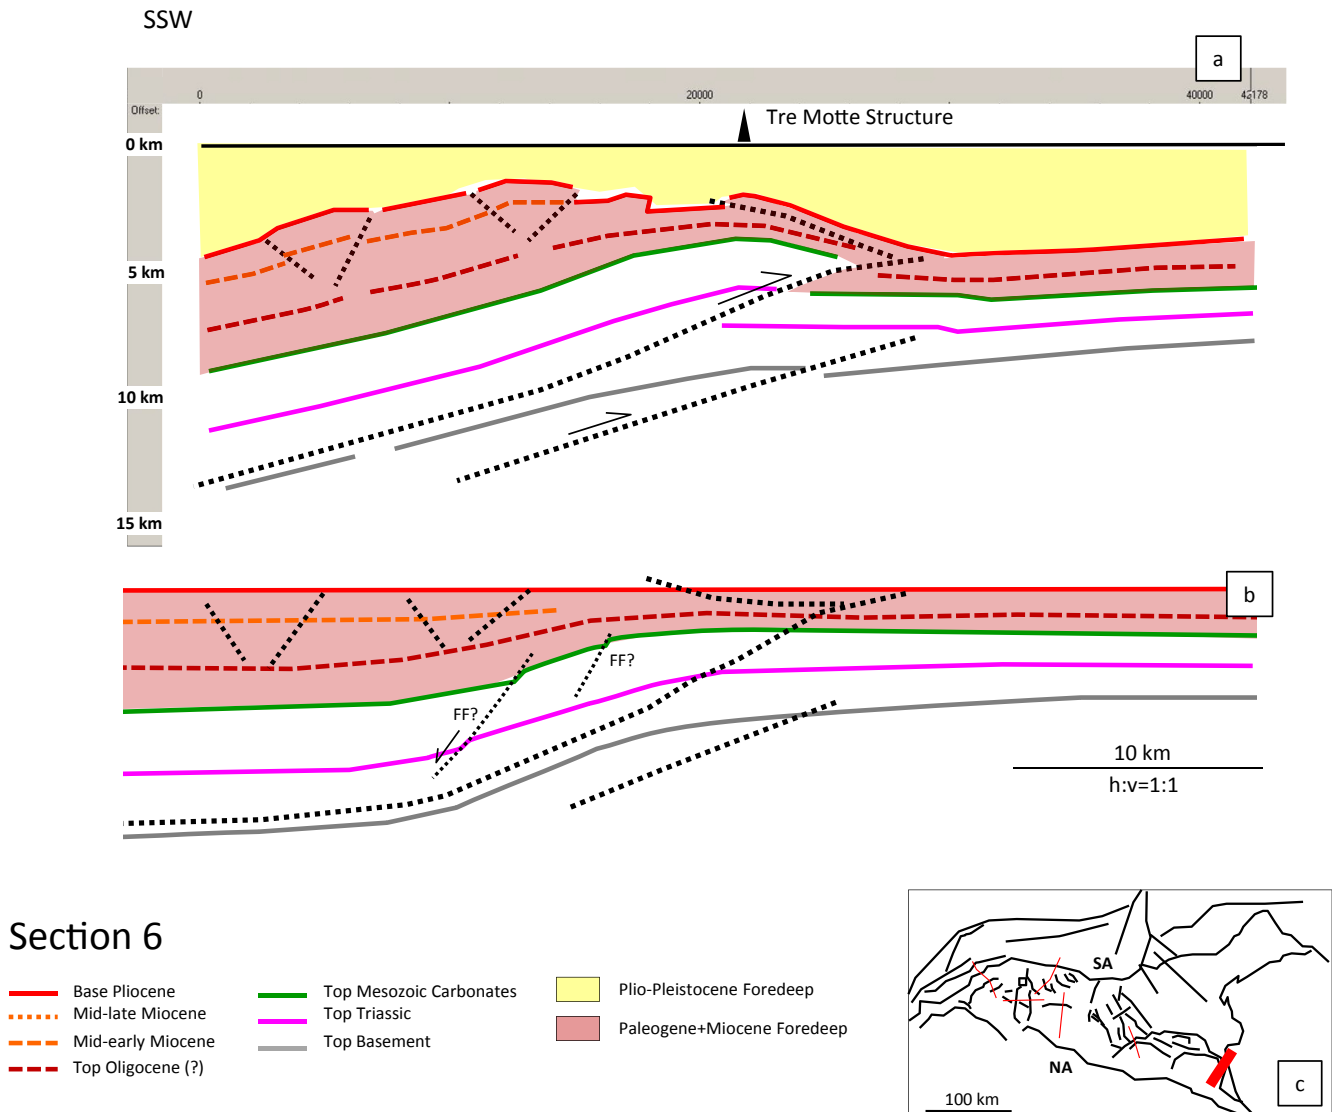 SSW
a
0 20000 40000 42178
Offset:
Tre Motte Structure
0 km
5 km
10 km
15 km
b
FF?
FF?
10 km
h:v=1:1
Section 6
Base Pliocene
Mid-late Miocene
Mid-early Miocene
Top Oligocene (?)
Top Mesozoic Carbonates
Top Triassic
Top Basement
Plio-Pleistocene Foredeep
Paleogene+Miocene Foredeep
SA
NA
100 km
c